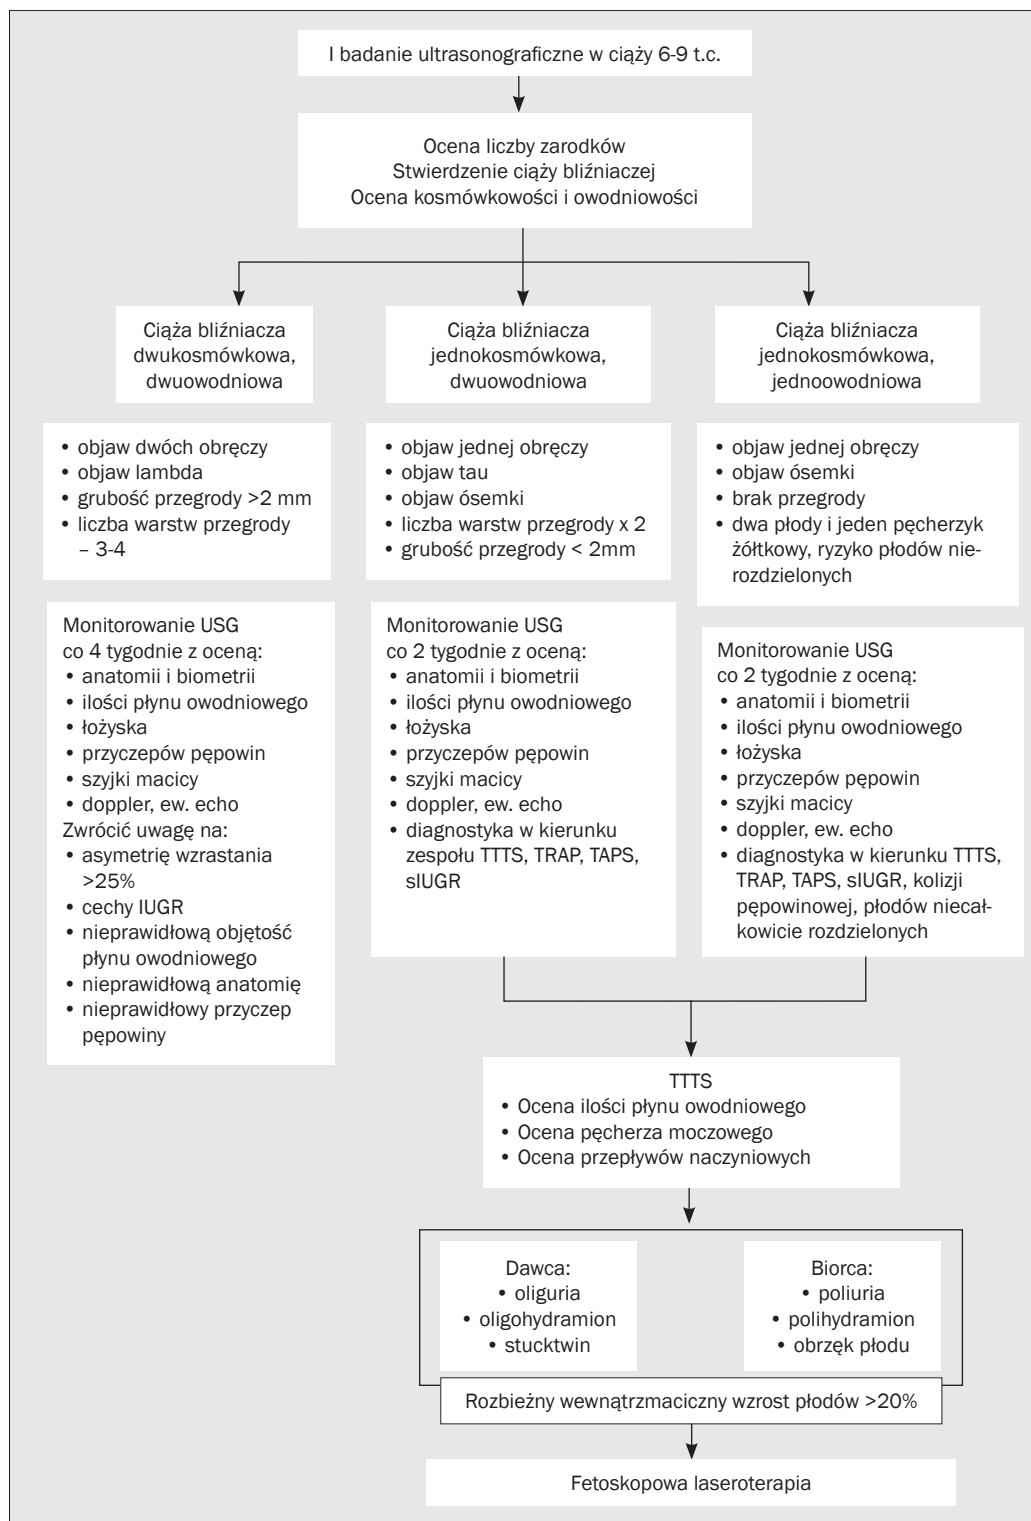 I badanie ultrasonograficzne w ciąży 6-9 t.c.
Ocena liczby zarodków
Stwierdzenie ciąży bliźniaczej
Ocena kosmówkowości i owodniowości
Ciąża bliźniacza
dwukosmówkowa,
dwuowodniowa
Ciąża bliźniacza
jednokosmówkowa,
dwuowodniowa
Ciąża bliźniacza
jednokosmówkowa,
jednoowodniowa
• objaw dwóch obręczy
• objaw lambda
• grubość przegrody >2 mm
• liczba warstw przegrody
– 3-4
• objaw jednej obręczy
• objaw tau
• objaw ósemki
• liczba warstw przegrody x 2
• grubość przegrody < 2mm
• objaw jednej obręczy
• objaw ósemki
• brak przegrody
• dwa płody i jeden pęcherzyk
żółtkowy, ryzyko płodów nie-
rozdzielonych
Monitorowanie USG
co 4 tygodnie z oceną:
• anatomii i biometrii
• ilości płynu owodniowego
• łożyska
• przyczepów pępowin
• szyjki macicy
• doppler, ew. echo
Zwrócić uwagę na:
• asymetrię wzrastania
>25%
• cechy IUGR
• nieprawidłową objętość
płynu owodniowego
• nieprawidłową anatomię
• nieprawidłowy przyczep
pępowiny
Monitorowanie USG
co 2 tygodnie z oceną:
• anatomii i biometrii
• ilości płynu owodniowego
• łożyska
• przyczepów pępowin
• szyjki macicy
• doppler, ew. echo
• diagnostyka w kierunku
zespołu TTTS, TRAP, TAPS,
sIUGR
Monitorowanie USG
co 2 tygodnie z oceną:
• anatomii i biometrii
• ilości płynu owodniowego
• łożyska
• przyczepów pępowin
• szyjki macicy
• doppler, ew. echo
• diagnostyka w kierunku TTTS,
TRAP, TAPS, sIUGR, kolizji
pępowinowej, płodów niecał-
kowicie rozdzielonych
TTTS
• Ocena ilości płynu owodniowego
• Ocena pęcherza moczowego
• Ocena przepływów naczyniowych
Dawca:
• oliguria
• oligohydramion
• stucktwin
Biorca:
• poliuria
• polihydramion
• obrzęk płodu
Rozbieżny wewnątrzmaciczny wzrost płodów >20%
Fetoskopowa laseroterapia